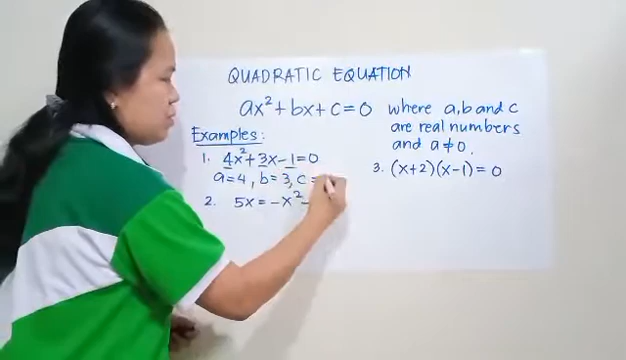 QUADRATIC EQUATION
ax²+bx+c=0 where a,b and c
are real numbers
and a≠0.
Examples:
1. 4x²+3x-1=0
a=4, b=3, c=
2. 5x=-x²-
3. (x+2)(x-1)=0